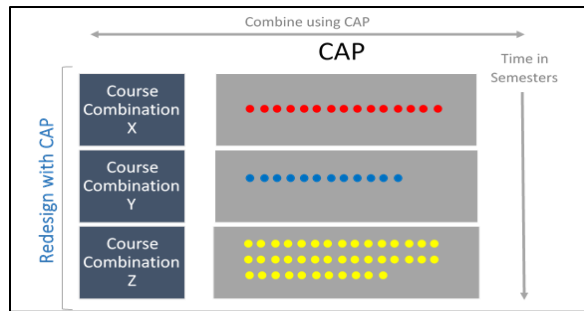 Combine using CAP
CAP
Time in
Semesters
Redesign with CAP
Course
Combination
X
Course
Combination
Y
Course
Combination
Z